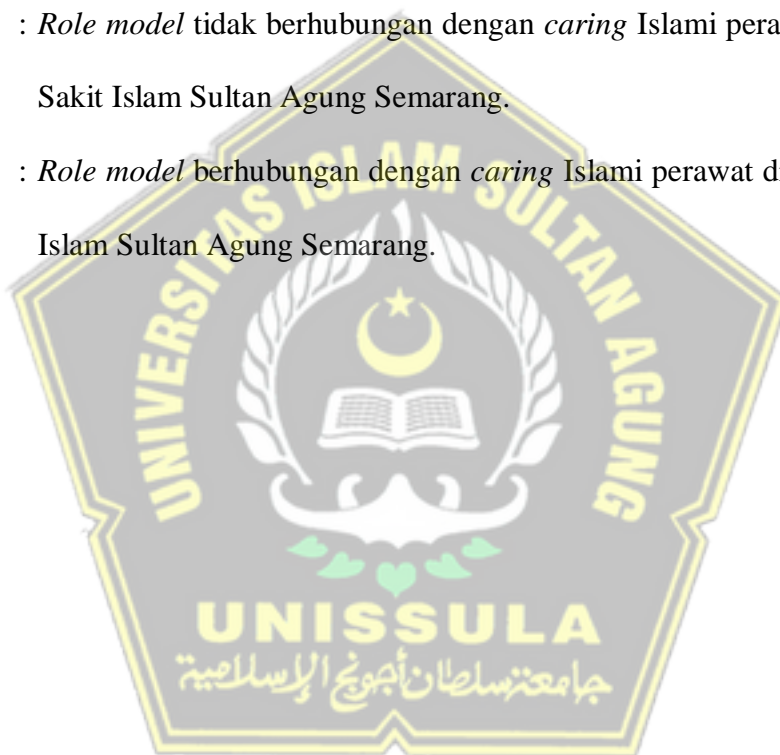 : Role model tidak berhubungan dengan caring Islami pera
Sakit Islam Sultan Agung Semarang.
: Role model berhubungan dengan caring Islami perawat di
Islam Sultan Agung Semarang.
UNIVERSITAS ISLAM SULTAN AGUNG
UNISSULA
جامعة سلطان أجونج الإسلامية